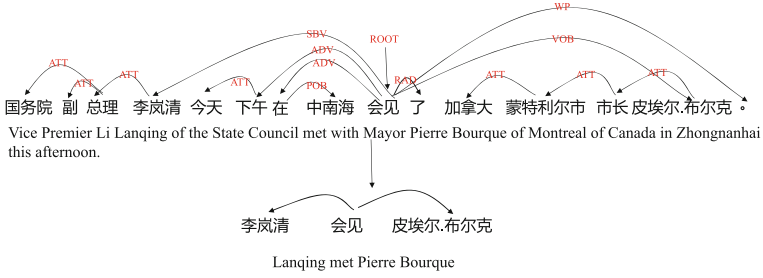 WP
SBV
ROOT
VOB
ADV
ATT
ADV
ATT
ATT
ATT
POB
RAD
ATT
ATT
ATT
国务院 副 总理 李岚清 今天 下午 在 中南海 会见 了 加拿大 蒙特利尔市 市长 皮埃尔.布尔克 。
Vice Premier Li Lanqing of the State Council met with Mayor Pierre Bourque of Montreal of Canada in Zhongnanhai
this afternoon.
李岚清 会见 皮埃尔.布尔克
Lanqing met Pierre Bourque